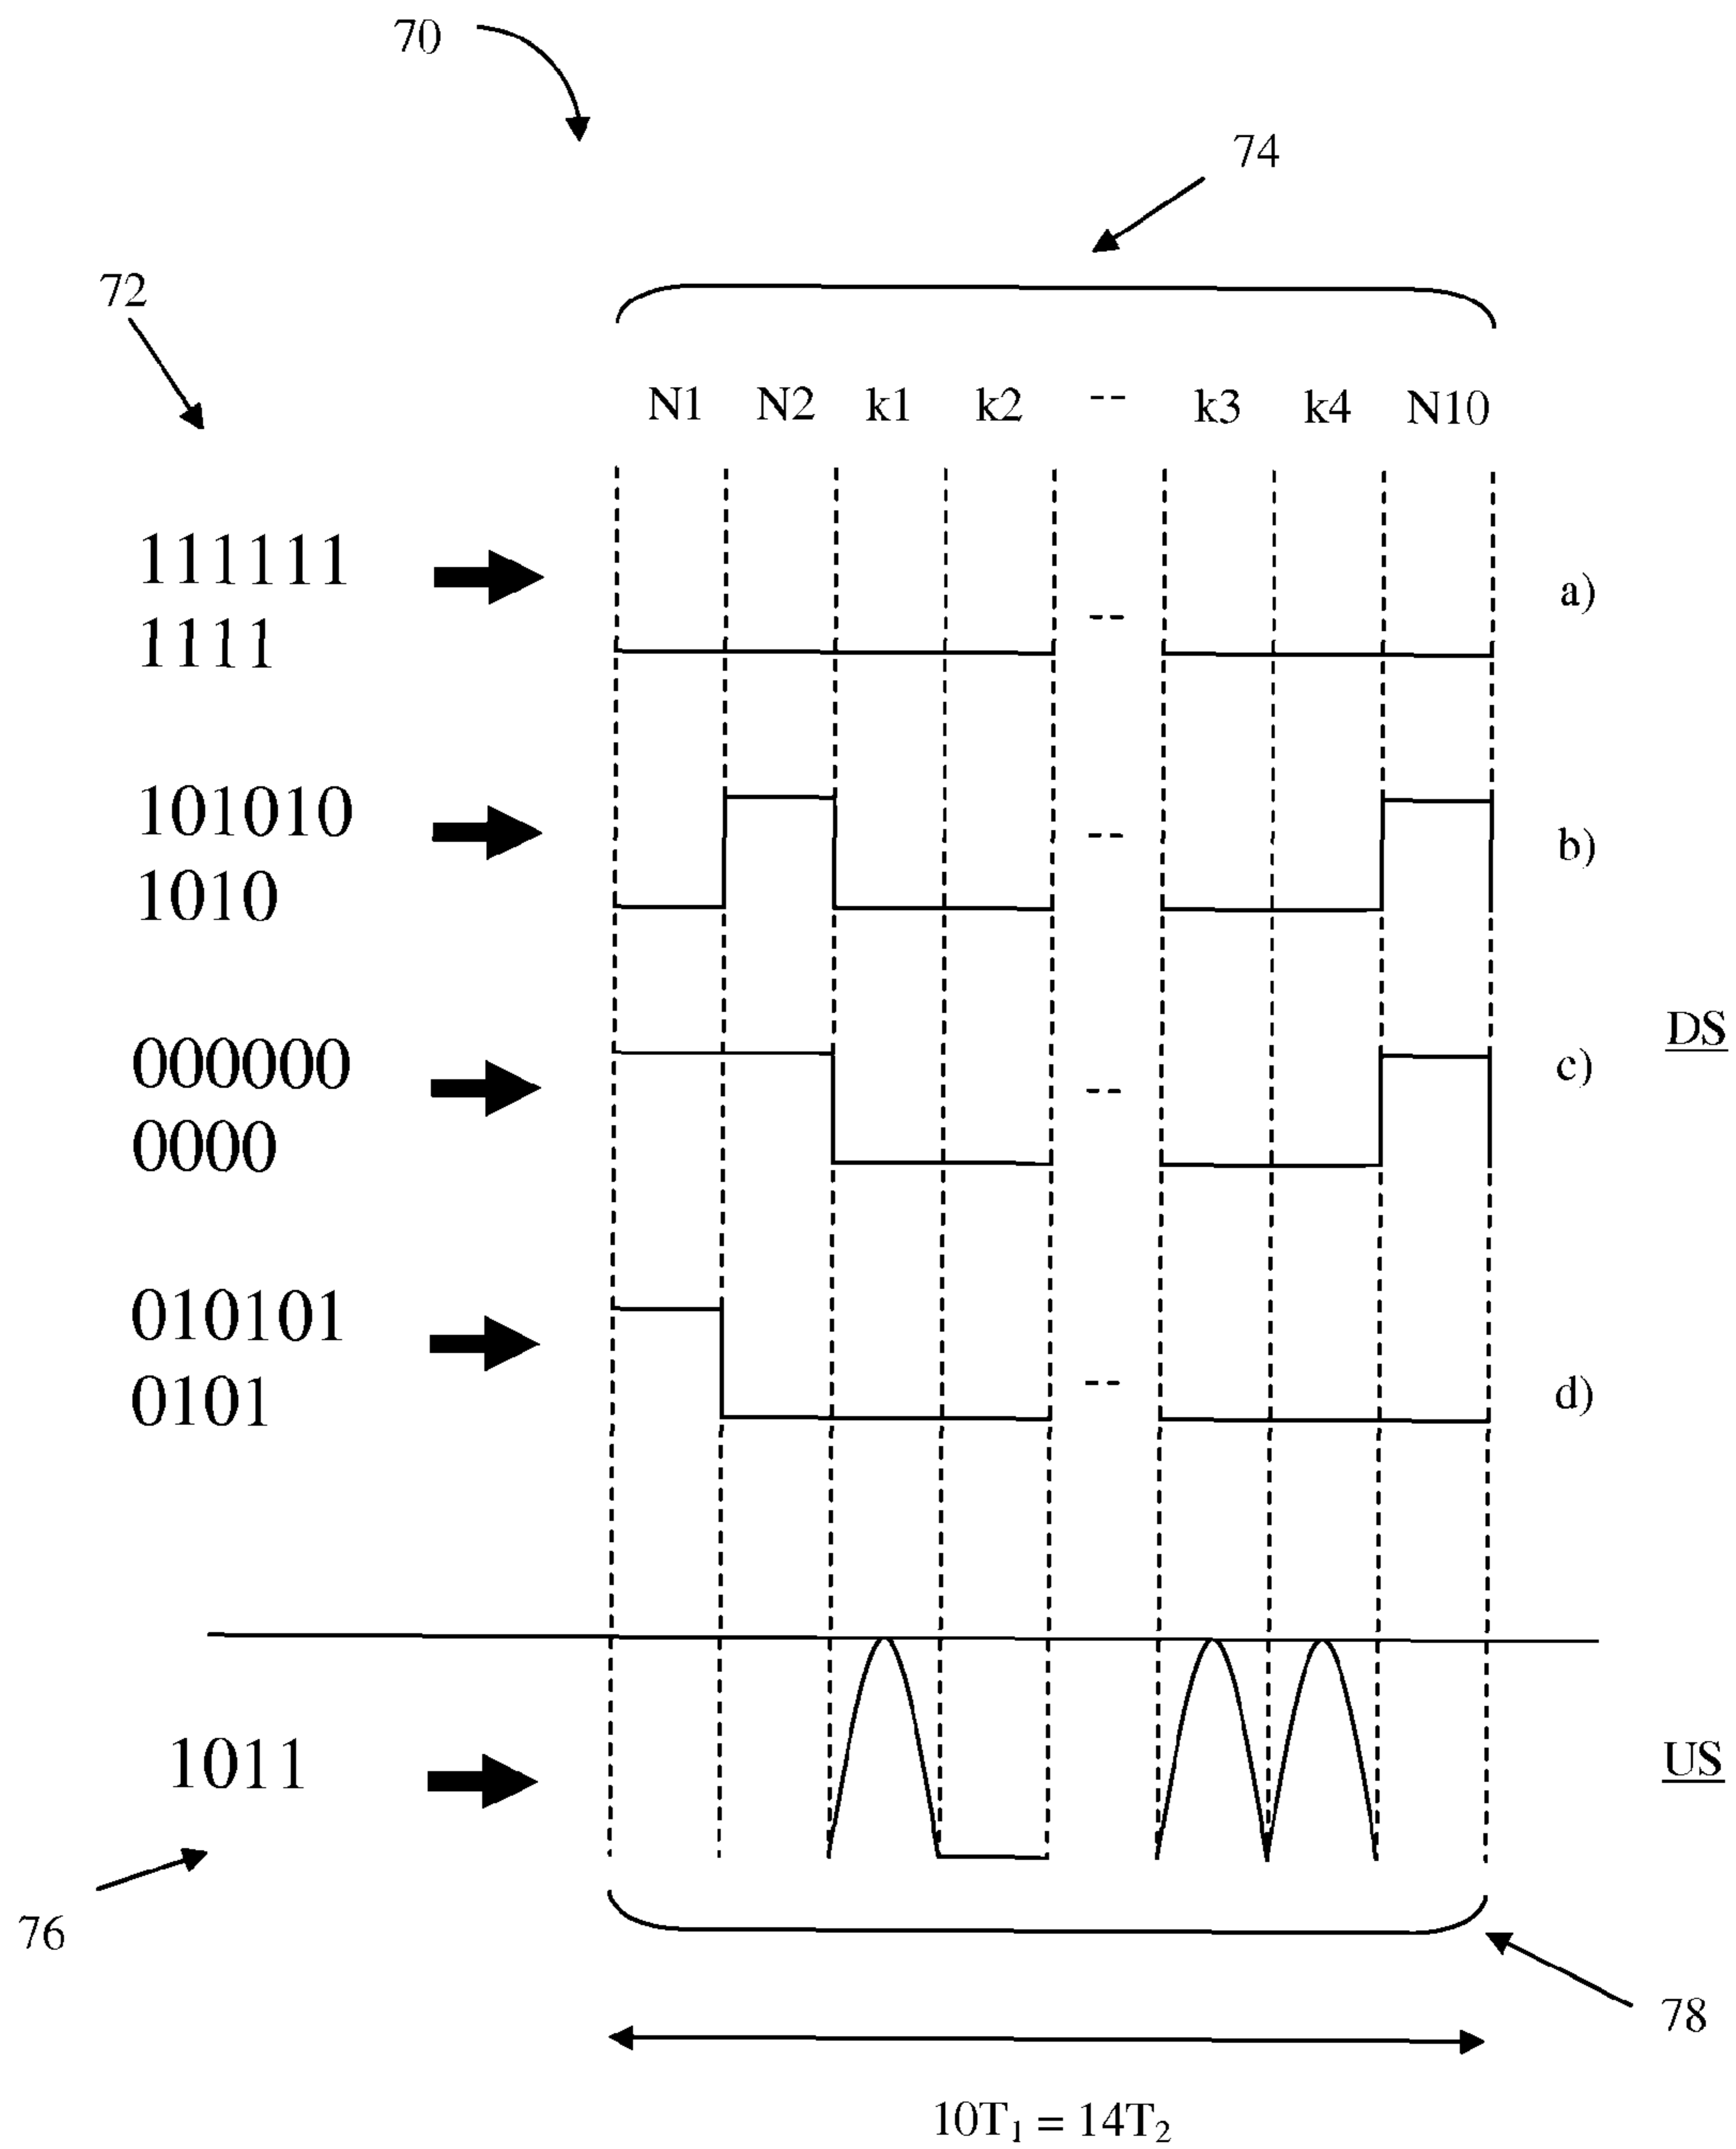 70
74
72
N1 N2 k1 k2 -- k3 k4 N10
111111
1111
--
a)
101010
1010
--
b)
DS
000000
0000
--
c)
010101
0101
--
d)
1011
US
76
78
10T₁ = 14T₂